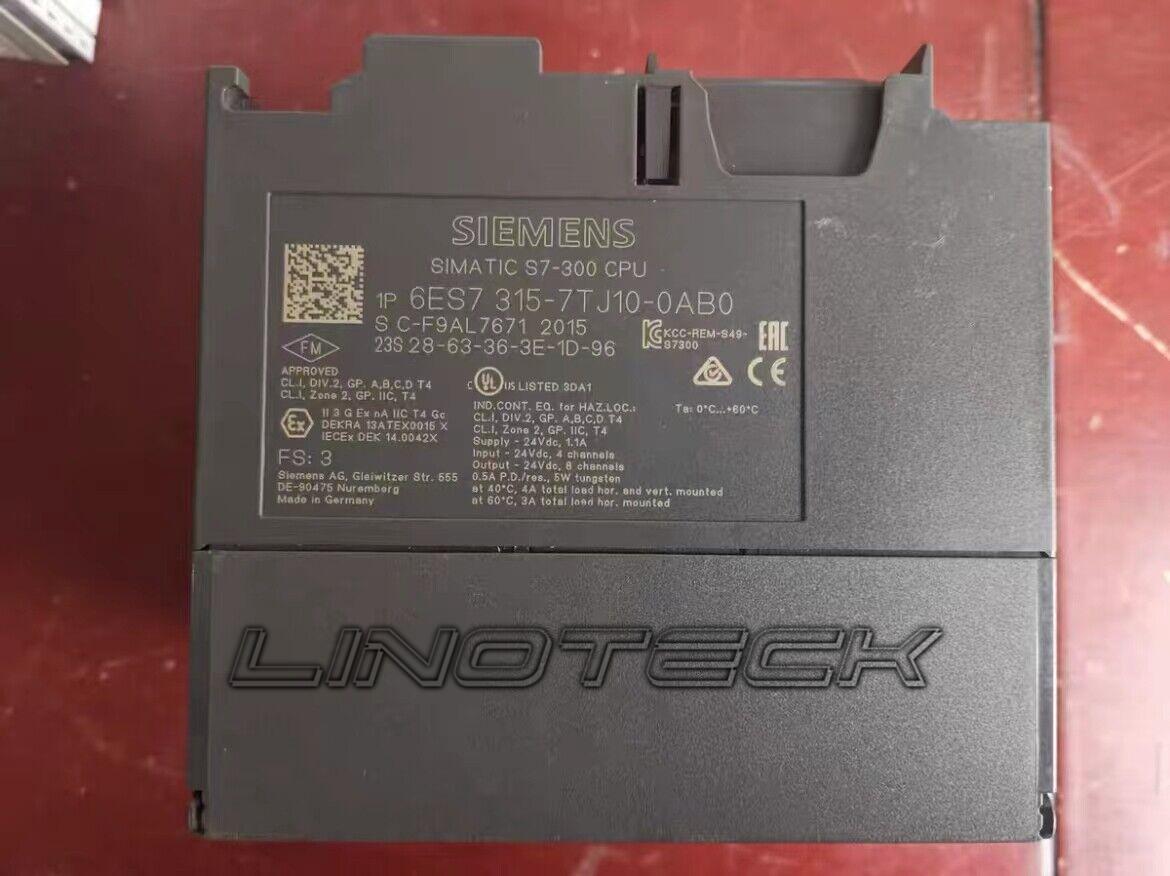 SIEMENS
SIMATIC S7-300 CPU
1P 6ES7 315-7TJ10-0AB0
S C-F9AL7671 2015
23S 28-63-36-3E-1D-96
KCC-REM-S49-
S7300
EAC
CE
FM
APPROVED
CL.I, DIV.2, GP. A,B,C,D T4
CL.I, Zone 2, GP. IIC, T4
Ex
II 3 G Ex nA IIC T4 Gc
DEKRA 13ATEX0015 X
IECEx DEK 14.0042X
FS: 3
Siemens AG, Gleiwitzer Str. 555
DE-90475 Nuremberg
Made in Germany
C UL US LISTED 3DA1
IND.CONT. EQ. for HAZ.LOC.:
CL.I, DIV.2, GP. A,B,C,D T4
CL.I, Zone 2, GP. IIC, T4
Supply - 24Vdc, 1.1A
Input - 24Vdc, 4 channels
Output - 24Vdc, 8 channels
0.5A P.D./res., 5W tungsten
at 40°C, 4A total load hor. and vert. mounted
at 60°C, 3A total load hor. mounted
Ta: 0°C...+60°C
LINOTECK